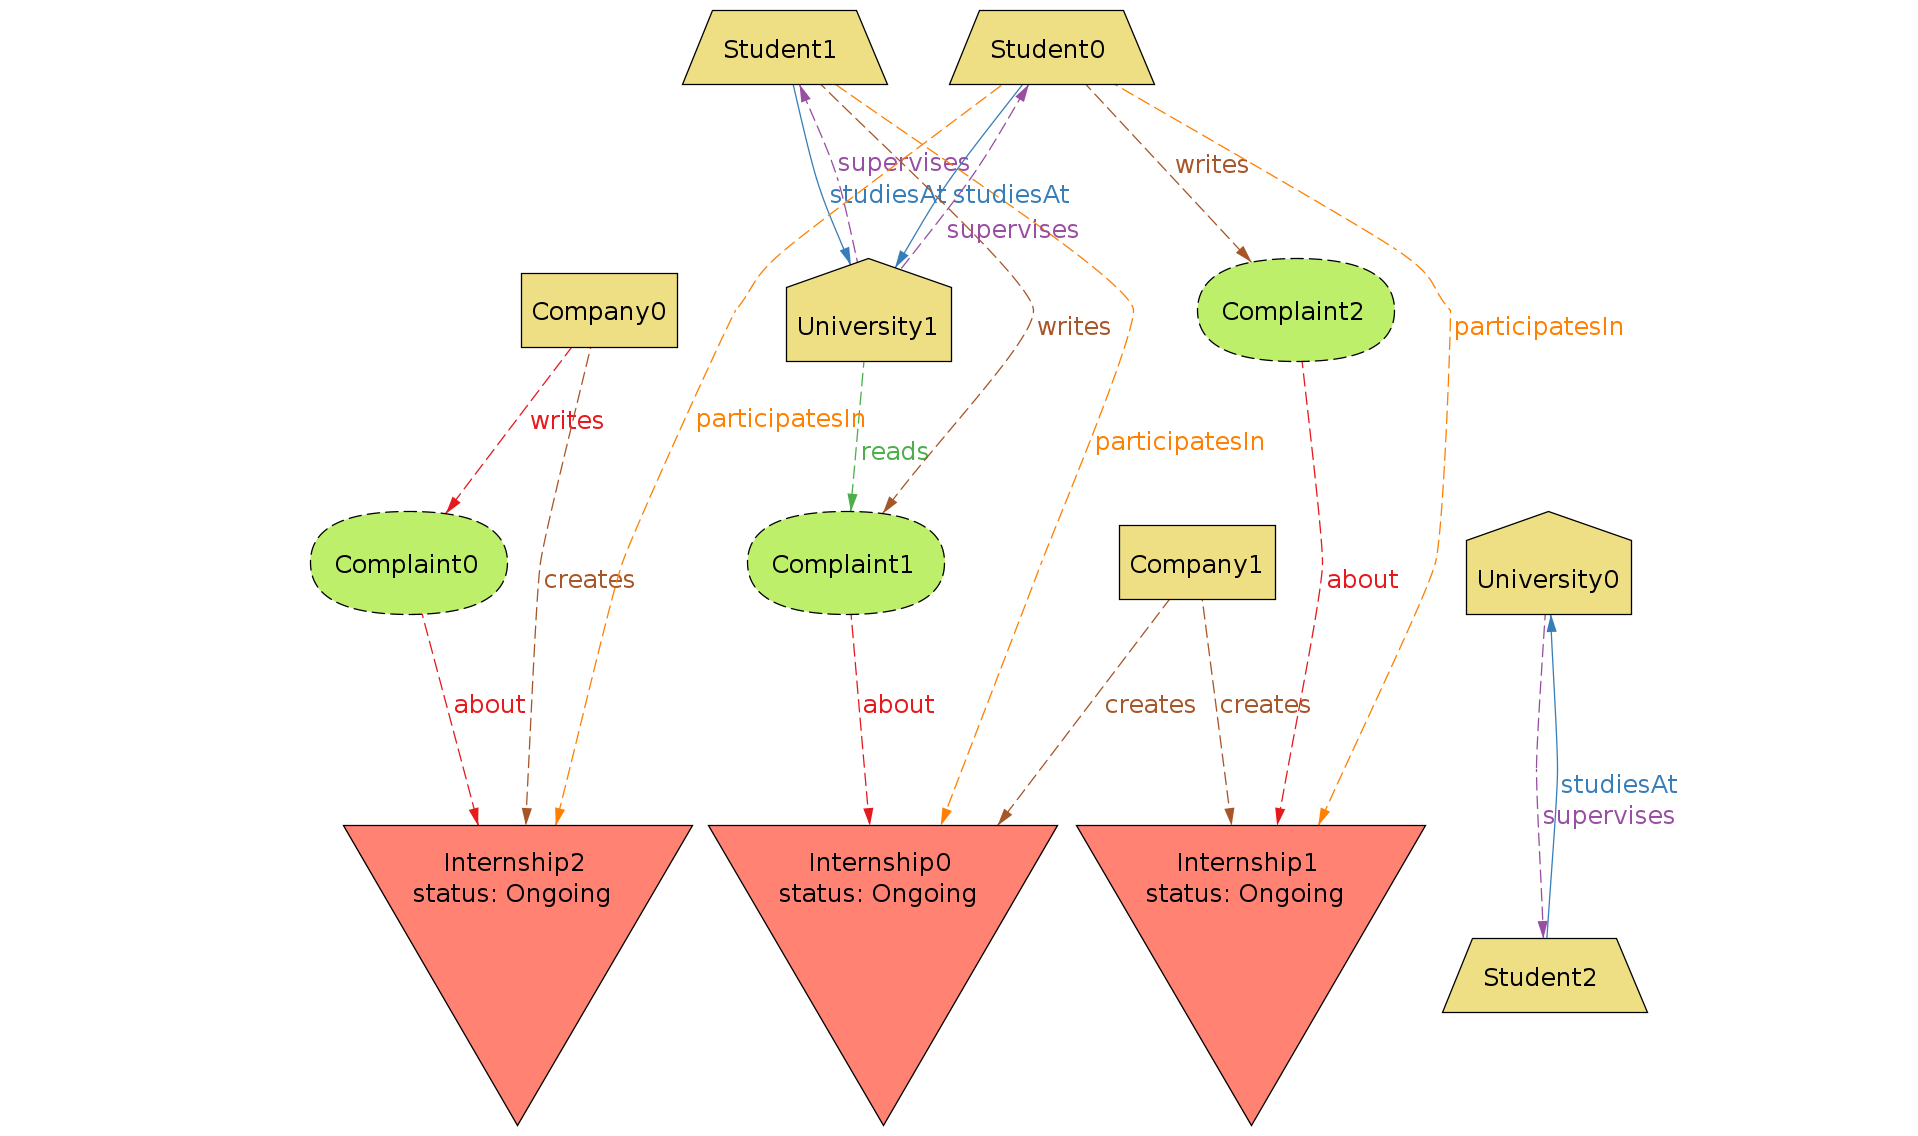 Student1
Student0
supervises
writes
studiesAt
studiesAt
supervises
Company0
University1
Complaint2
writes
participatesIn
writes
participatesIn
participatesIn
reads
Complaint0
Complaint1
Company1
University0
creates
about
about
about
creates
creates
studiesAt
supervises
Internship2
status: Ongoing
Internship0
status: Ongoing
Internship1
status: Ongoing
Student2